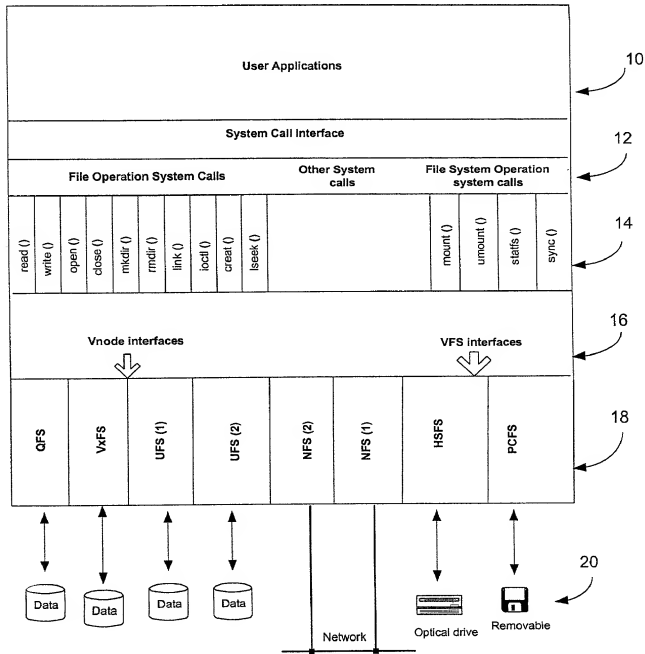 User Applications
10
System Call Interface
12
File Operation System Calls
Other System
calls
File System Operation
system calls
read ()
write ()
open ()
close ()
mkdir ()
rmdir ()
link ()
ioctl ()
creat ()
lseek ()
mount ()
umount ()
statfs ()
sync ()
14
Vnode interfaces
VFS interfaces
16
QFS
VxFS
UFS (1)
UFS (2)
NFS (2)
NFS (1)
HSFS
PCFS
18
Data
Data
Data
Data
Network
Optical drive
Removable
20